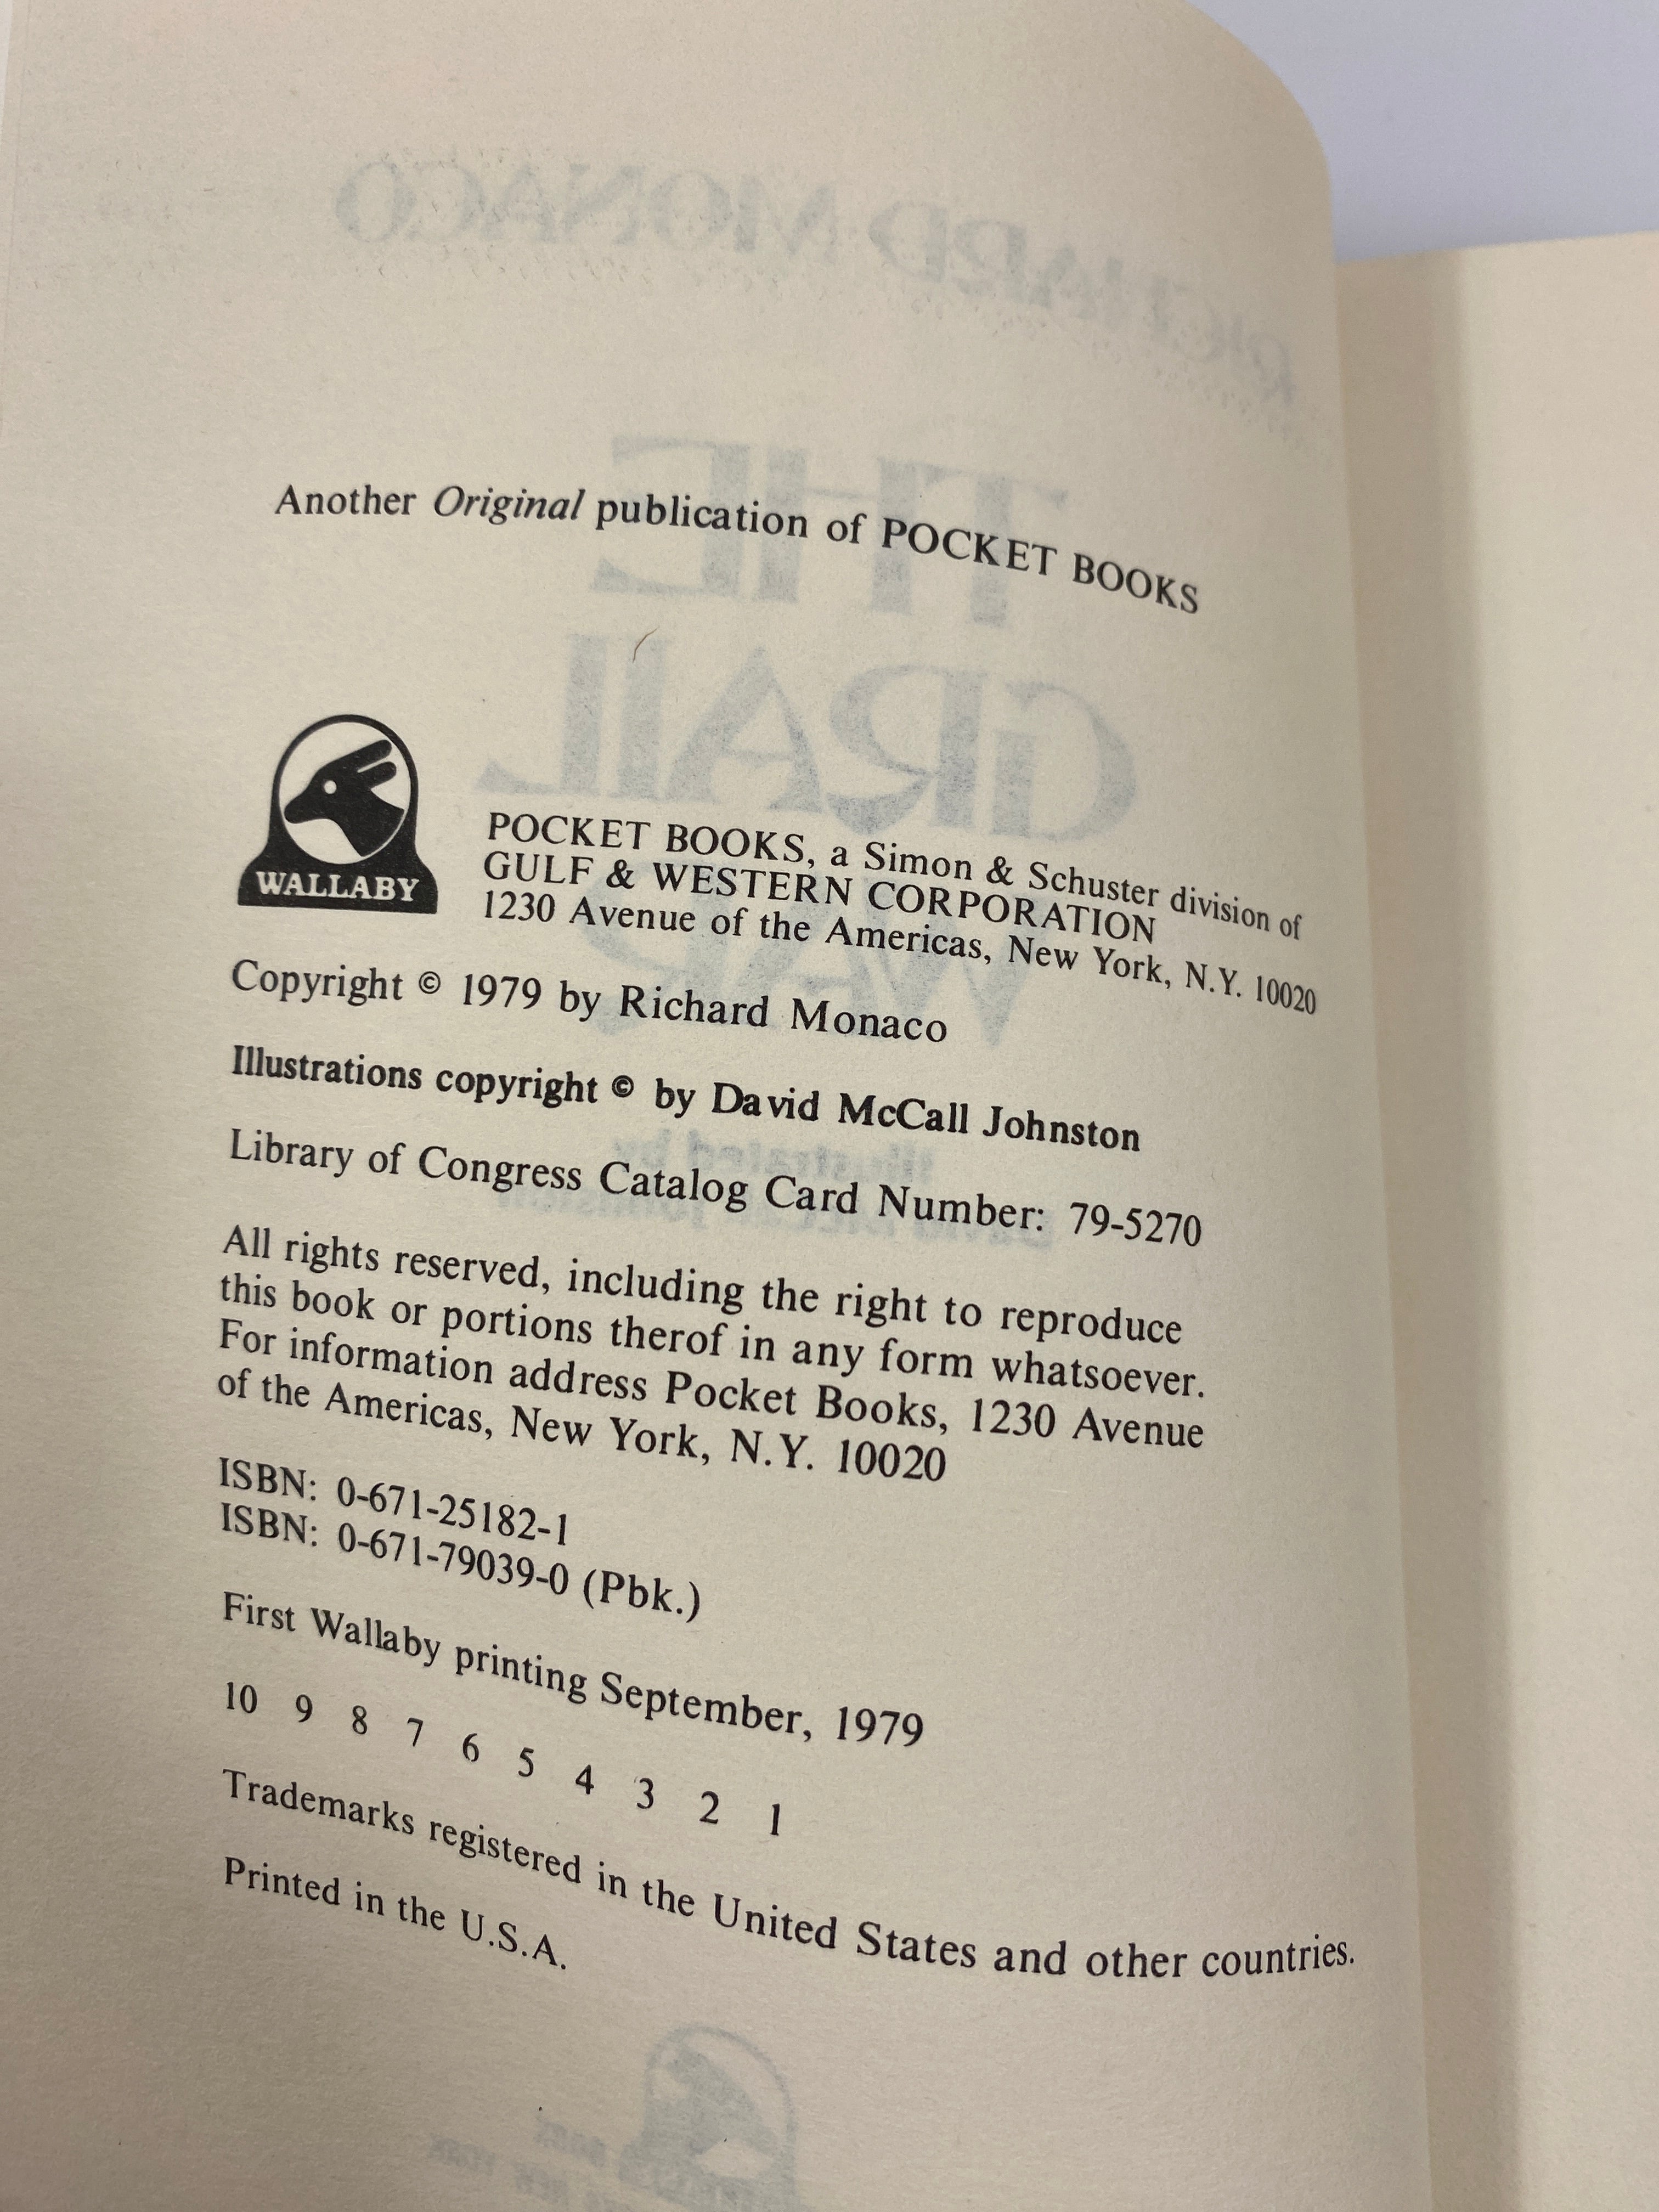 RICHARD MONACO
THE
GRAIL
WAR
Another Original publication of POCKET BOOKS
WALLABY
POCKET BOOKS, a Simon & Schuster division of
GULF & WESTERN CORPORATION
1230 Avenue of the Americas, New York, N.Y. 10020
Copyright © 1979 by Richard Monaco
Illustrations copyright © by David McCall Johnston
Library of Congress Catalog Card Number: 79-5270
All rights reserved, including the right to reproduce
this book or portions therof in any form whatsoever.
For information address Pocket Books, 1230 Avenue
of the Americas, New York, N.Y. 10020
ISBN: 0-671-25182-1
ISBN: 0-671-79039-0 (Pbk.)
First Wallaby printing September, 1979
10 9 8 7 6 5 4 3 2 1
Trademarks registered in the United States and other countries.
Printed in the U.S.A.